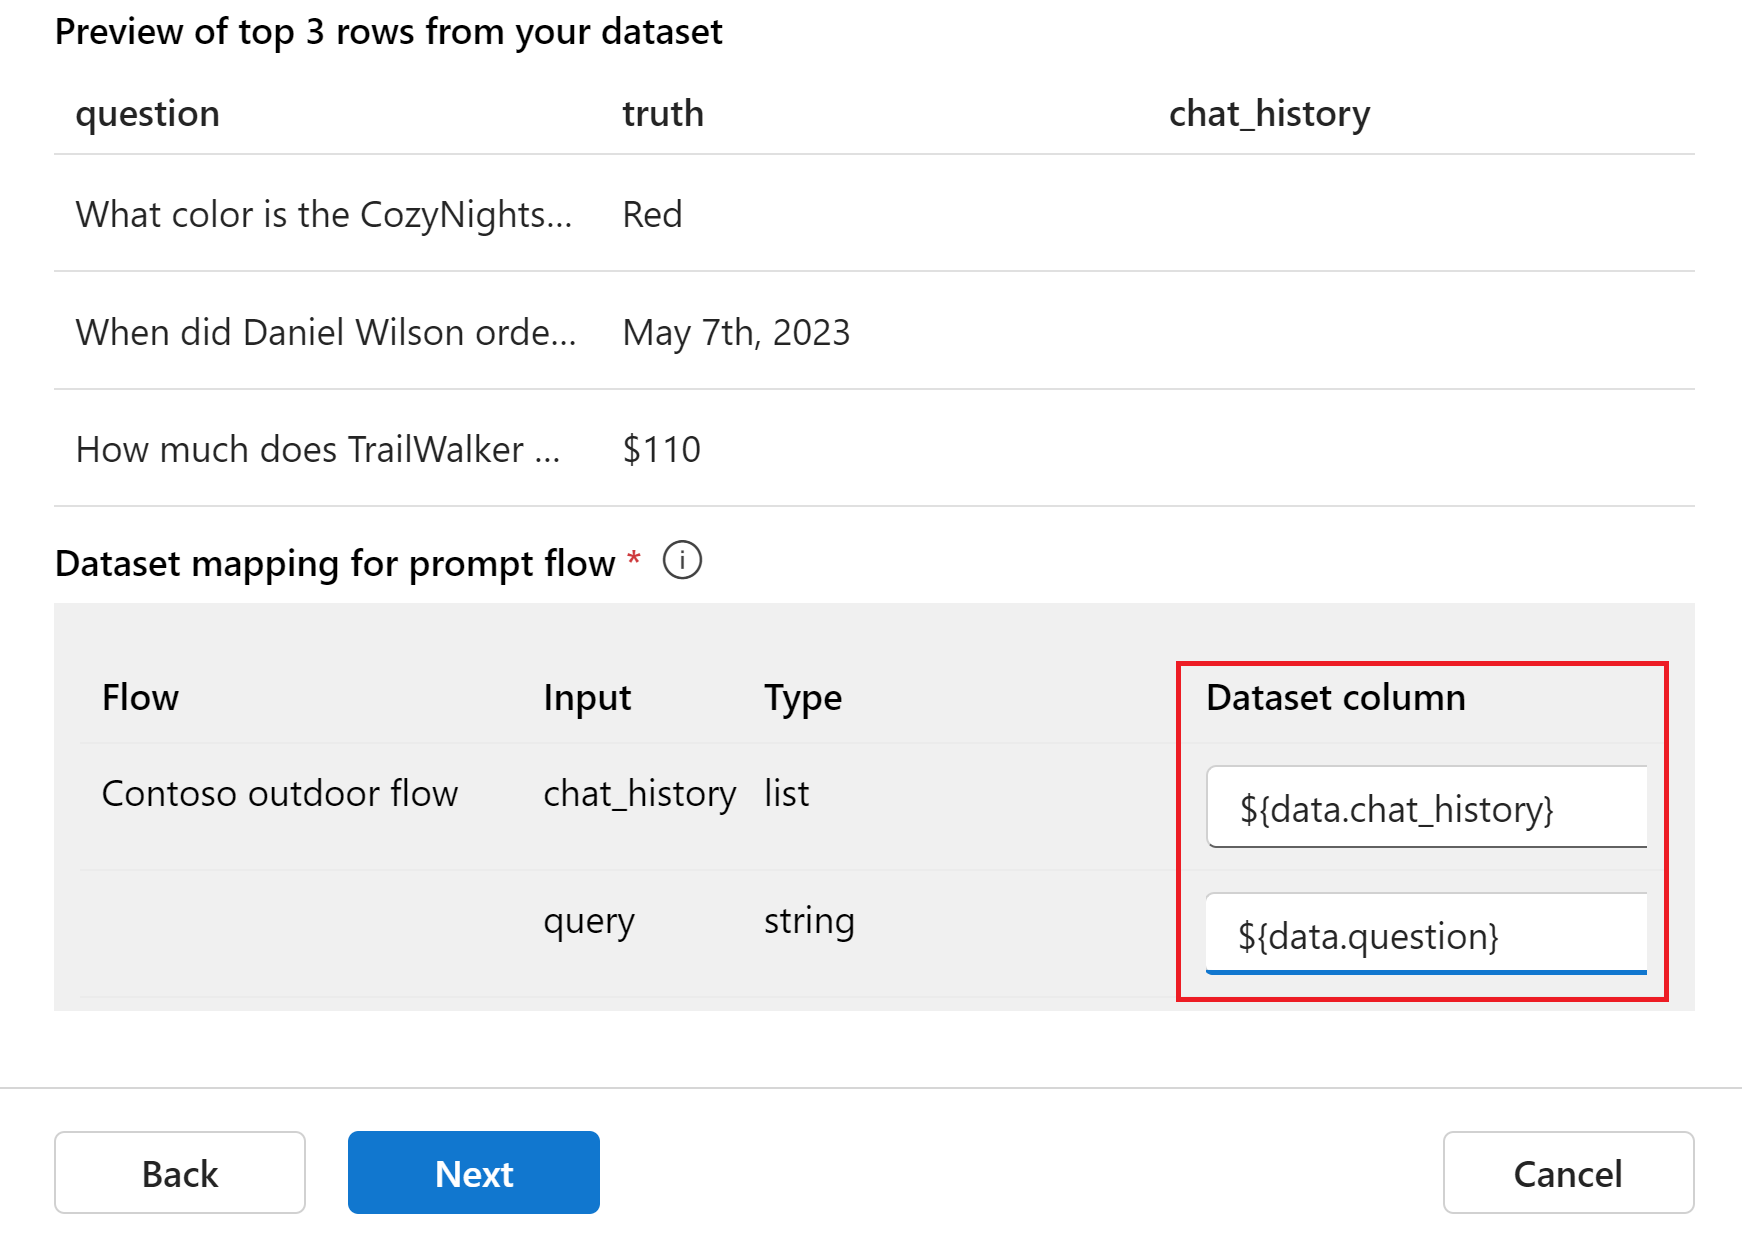 Preview of top 3 rows from your dataset
question truth chat_history
What color is the CozyNights... Red
When did Daniel Wilson orde... May 7th, 2023
How much does TrailWalker ... $110
Dataset mapping for prompt flow *
Flow Input Type Dataset column
Contoso outdoor flow chat_history list ${data.chat_history}
query string ${data.question}
Back Next Cancel